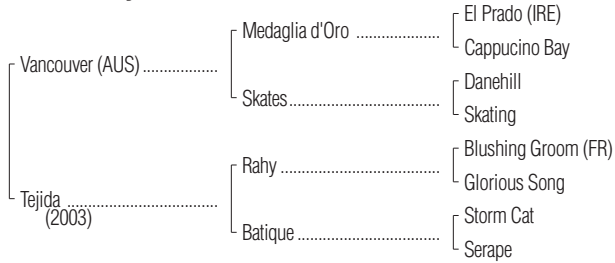 El Prado (IRE)
Medaglia d'Oro ..................
Cappucino Bay
Vancouver (AUS) ................
Danehill
Skates................................
Skating
Blushing Groom (FR)
Rahy ..................................
Glorious Song
Tejida ..........................
(2003)
Storm Cat
Batique ..............................
Serape